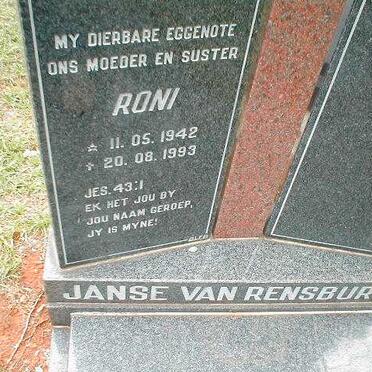 MY DIERBARE EGGENOTE
ONS MOEDER EN SUSTER
RONI
☆ 11. 05. 1942
✝ 20. 08. 1993
JES. 43:1
EK HET JOU BY
JOU NAAM GEROEP,
JY IS MYNE!
JANSE VAN RENSBUR